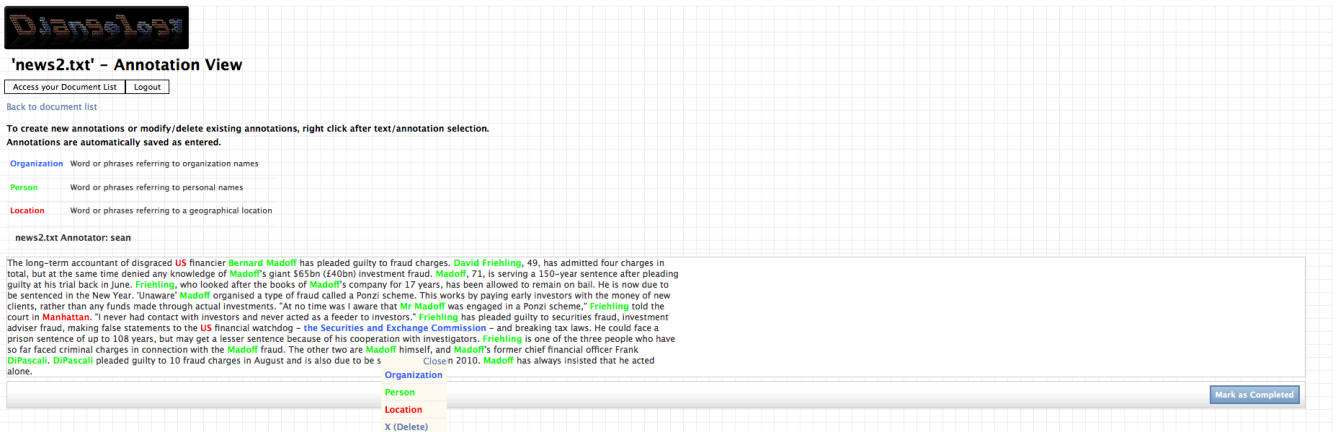 Djangology
'news2.txt' – Annotation View
Access your Document List Logout
Back to document list
To create new annotations or modify/delete existing annotations, right click after text/annotation selection.
Annotations are automatically saved as entered.
Organization Word or phrases referring to organization names
Person Word or phrases referring to personal names
Location Word or phrases referring to a geographical location
news2.txt Annotator: sean
The long-term accountant of disgraced US financier Bernard Madoff has pleaded guilty to fraud charges. David Friehling, 49, has admitted four charges in
total, but at the same time denied any knowledge of Madoff's giant $65bn (£40bn) investment fraud. Madoff, 71, is serving a 150-year sentence after pleading
guilty at his trial back in June. Friehling, who looked after the books of Madoff's company for 17 years, has been allowed to remain on bail. He is now due to
be sentenced in the New Year. 'Unaware' Madoff organised a type of fraud called a Ponzi scheme. This works by paying early investors with the money of new
clients, rather than any funds made through actual investments. "At no time was I aware that Mr Madoff was engaged in a Ponzi scheme," Friehling told the
court in Manhattan. "I never had contact with investors and never acted as a feeder to investors." Friehling has pleaded guilty to securities fraud, investment
adviser fraud, making false statements to the US financial watchdog – the Securities and Exchange Commission – and breaking tax laws. He could face a
prison sentence of up to 108 years, but may get a lesser sentence because of his cooperation with investigators. Friehling is one of the three people who have
so far faced criminal charges in connection with the Madoff fraud. The other two are Madoff himself, and Madoff's former chief financial officer Frank
DiPascali. DiPascali pleaded guilty to 10 fraud charges in August and is also due to be s Close n 2010. Madoff has always insisted that he acted
alone.
Organization
Person
Location
X (Delete)
Mark as Completed